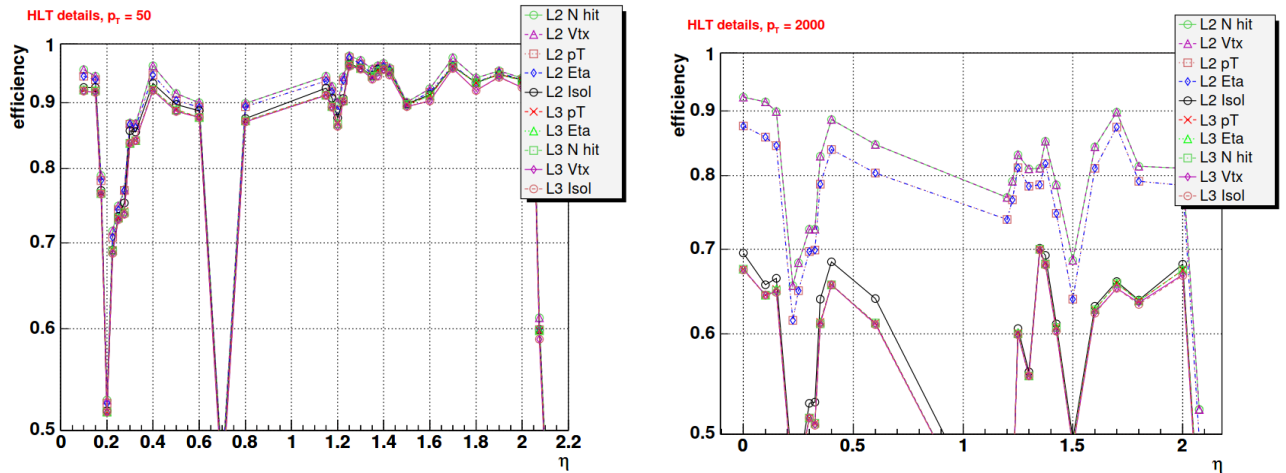 HLT details, pT = 50
efficiency
1
0.9
0.8
0.7
0.6
0.5
0 0.2 0.4 0.6 0.8 1 1.2 1.4 1.6 1.8 2 2.2
η
L2 N hit
L2 Vtx
L2 pT
L2 Eta
L2 Isol
L3 pT
L3 Eta
L3 N hit
L3 Vtx
L3 Isol
HLT details, pT = 2000
efficiency
1
0.9
0.8
0.7
0.6
0.5
0 0.5 1 1.5 2
η
L2 N hit
L2 Vtx
L2 pT
L2 Eta
L2 Isol
L3 pT
L3 Eta
L3 N hit
L3 Vtx
L3 Isol